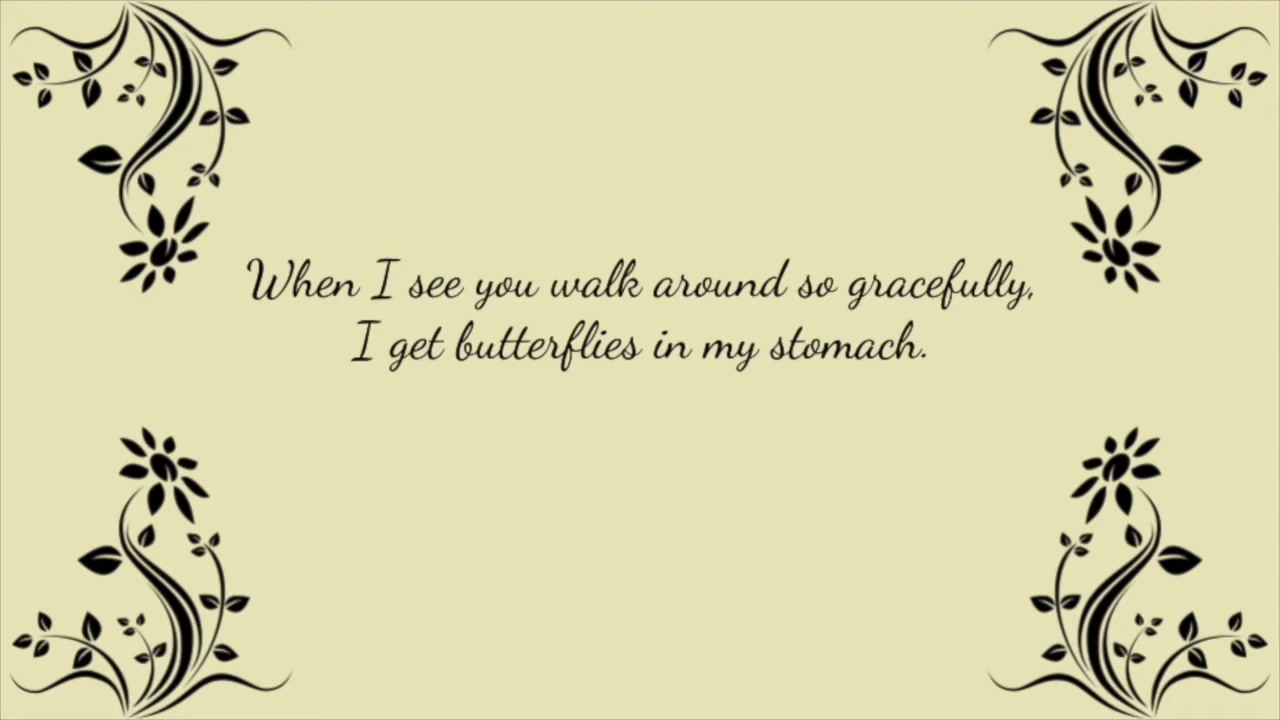 When I see you walk around so gracefully,
I get butterflies in my stomach.